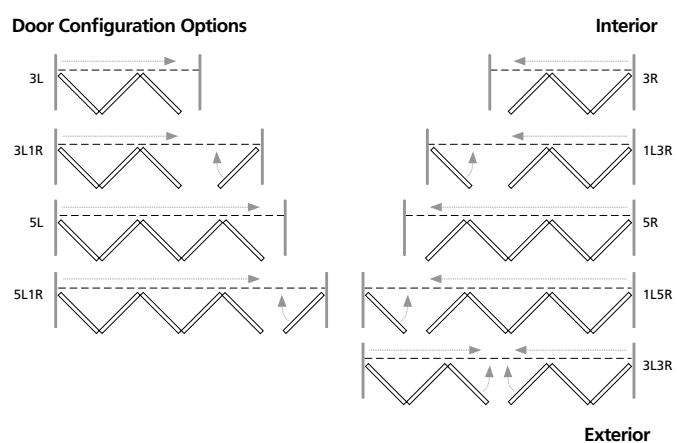 Door Configuration Options
Interior
3L
3R
3L1R
1L3R
5L
5R
5L1R
1L5R
3L3R
Exterior